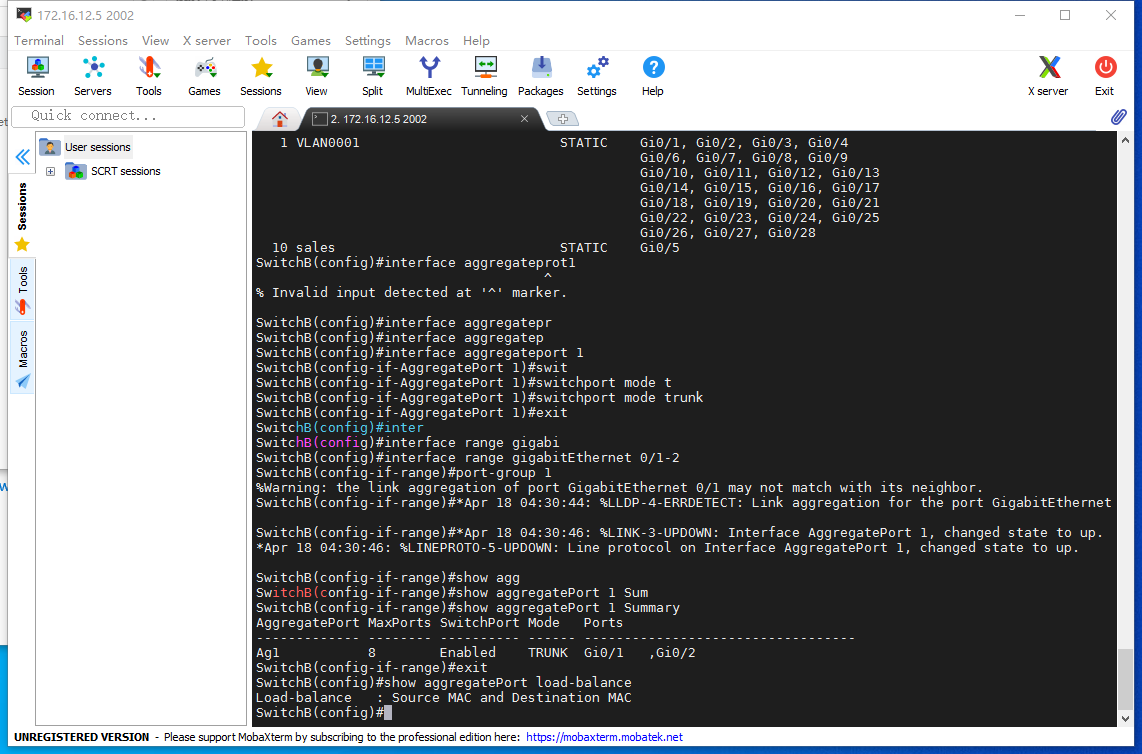 172.16.12.5 2002
Terminal Sessions View X server Tools Games Settings Macros Help
Session Servers Tools Games Sessions View Split MultiExec Tunneling Packages Settings Help X server Exit
Quick connect...
2. 172.16.12.5 2002
User sessions
SCRT sessions
Sessions
Tools
Macros
1 VLAN0001 STATIC Gi0/1, Gi0/2, Gi0/3, Gi0/4
Gi0/6, Gi0/7, Gi0/8, Gi0/9
Gi0/10, Gi0/11, Gi0/12, Gi0/13
Gi0/14, Gi0/15, Gi0/16, Gi0/17
Gi0/18, Gi0/19, Gi0/20, Gi0/21
Gi0/22, Gi0/23, Gi0/24, Gi0/25
Gi0/26, Gi0/27, Gi0/28
10 sales STATIC Gi0/5
SwitchB(config)#interface aggregateprot1
^
% Invalid input detected at '^' marker.
SwitchB(config)#interface aggregatepr
SwitchB(config)#interface aggregatep
SwitchB(config)#interface aggregateport 1
SwitchB(config-if-AggregatePort 1)#swit
SwitchB(config-if-AggregatePort 1)#switchport mode t
SwitchB(config-if-AggregatePort 1)#switchport mode trunk
SwitchB(config-if-AggregatePort 1)#exit
SwitchB(config)#inter
SwitchB(config)#interface range gigabi
SwitchB(config)#interface range gigabitEthernet 0/1-2
SwitchB(config-if-range)#port-group 1
%Warning: the link aggregation of port GigabitEthernet 0/1 may not match with its neighbor.
SwitchB(config-if-range)#*Apr 18 04:30:44: %LLDP-4-ERRDETECT: Link aggregation for the port GigabitEthernet
SwitchB(config-if-range)#*Apr 18 04:30:46: %LINK-3-UPDOWN: Interface AggregatePort 1, changed state to up.
*Apr 18 04:30:46: %LINEPROTO-5-UPDOWN: Line protocol on Interface AggregatePort 1, changed state to up.
SwitchB(config-if-range)#show agg
SwitchB(config-if-range)#show aggregatePort 1 Sum
SwitchB(config-if-range)#show aggregatePort 1 Summary
AggregatePort MaxPorts SwitchPort Mode Ports
------------- -------- ---------- ------ ----------------------------------
Ag1 8 Enabled TRUNK Gi0/1 ,Gi0/2
SwitchB(config-if-range)#exit
SwitchB(config)#show aggregatePort load-balance
Load-balance : Source MAC and Destination MAC
SwitchB(config)#
UNREGISTERED VERSION - Please support MobaXterm by subscribing to the professional edition here: https://mobaxterm.mobatek.net